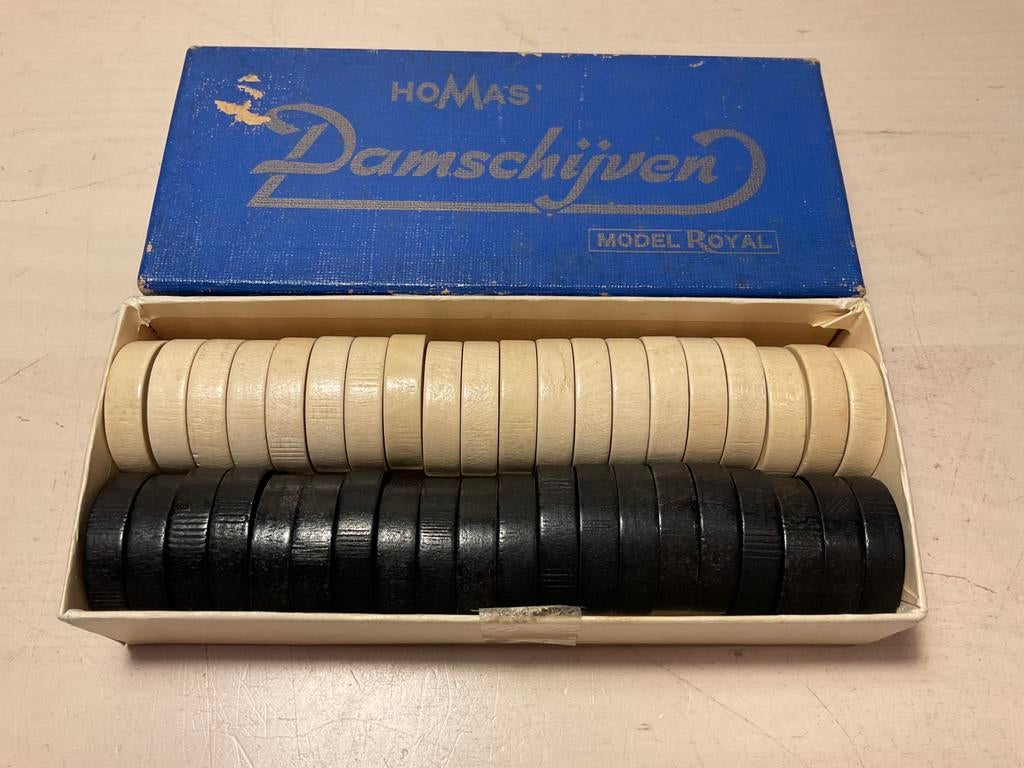 HOMAS'
Damschijven
MODEL ROYAL